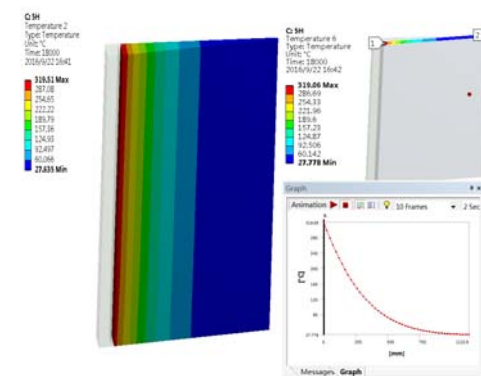 C: 5H
Temperature 2
Type: Temperature
Unit: °C
Time: 18000
2016/9/22 16:41
319.51 Max
287.08
254.65
222.22
189.79
157.36
124.93
92.497
60.066
27.635 Min
C: 5H
Temperature 6
Type: Temperature
Unit: °C
Time: 18000
2016/9/22 16:42
319.06 Max
286.69
254.33
221.96
189.6
157.23
124.87
92.506
60.142
27.778 Min
1
2
Graph
Animation
10 Frames
2 Sec
[°C]
[mm]
Messages Graph